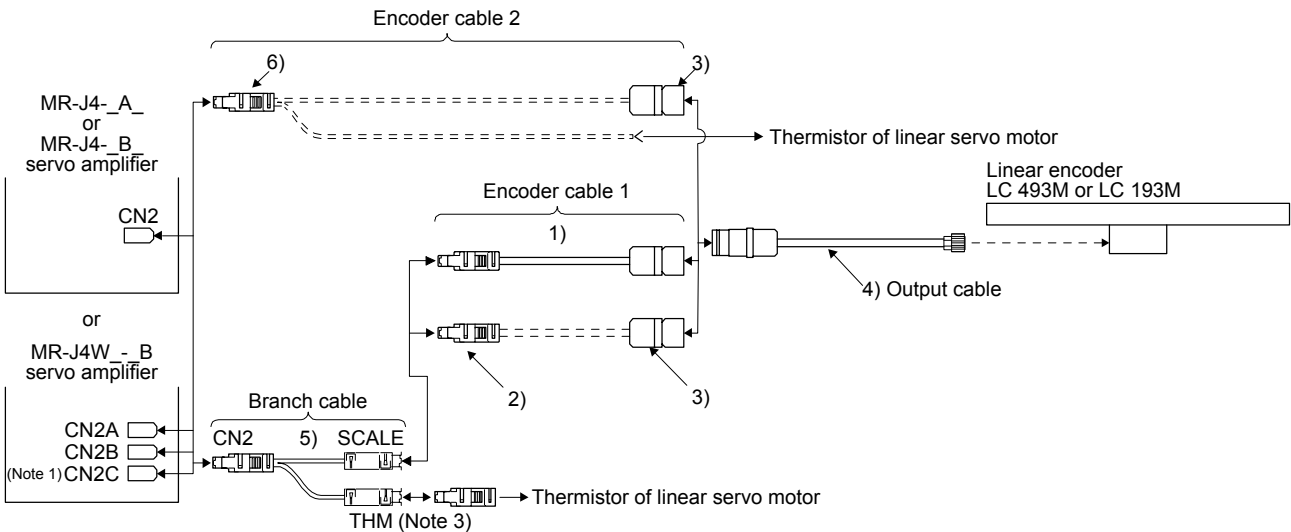 Encoder cable 2
6)
3)
MR-J4-_A_
or
MR-J4-_B_
servo amplifier
Thermistor of linear servo motor
CN2
Encoder cable 1
1)
Linear encoder
LC 493M or LC 193M
4) Output cable
or
MR-J4W_-_B
servo amplifier
2)
3)
Branch cable
CN2
5)
SCALE
CN2A
CN2B
(Note 1) CN2C
Thermistor of linear servo motor
THM (Note 3)